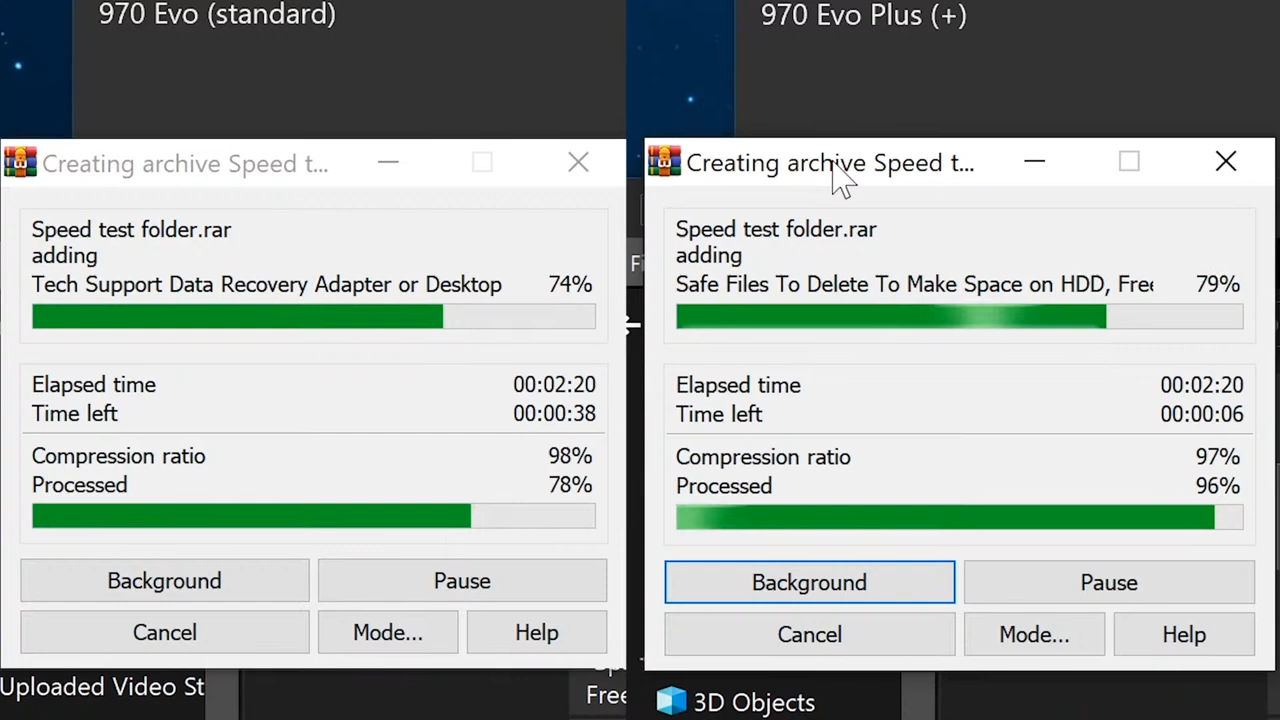 970 Evo (standard)
Creating archive Speed t...
Speed test folder.rar
adding
Tech Support Data Recovery Adapter or Desktop 74%
Elapsed time 00:02:20
Time left 00:00:38
Compression ratio 98%
Processed 78%
Background Pause
Cancel Mode... Help
Uploaded Video St
Free
970 Evo Plus (+)
Creating archive Speed t...
Speed test folder.rar
adding
Safe Files To Delete To Make Space on HDD, Free 79%
Elapsed time 00:02:20
Time left 00:00:06
Compression ratio 97%
Processed 96%
Background Pause
Cancel Mode... Help
3D Objects